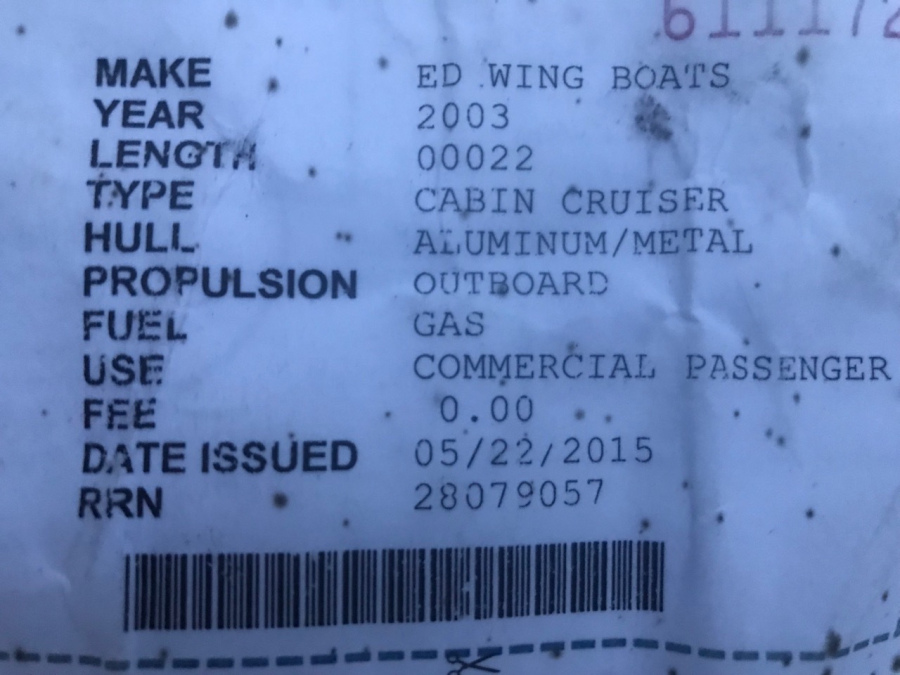 611172
MAKE ED WING BOATS
YEAR 2003
LENGTH 00022
TYPE CABIN CRUISER
HULL ALUMINUM/METAL
PROPULSION OUTBOARD
FUEL GAS
USE COMMERCIAL PASSENGER
FEE 0.00
DATE ISSUED 05/22/2015
RRN 28079057